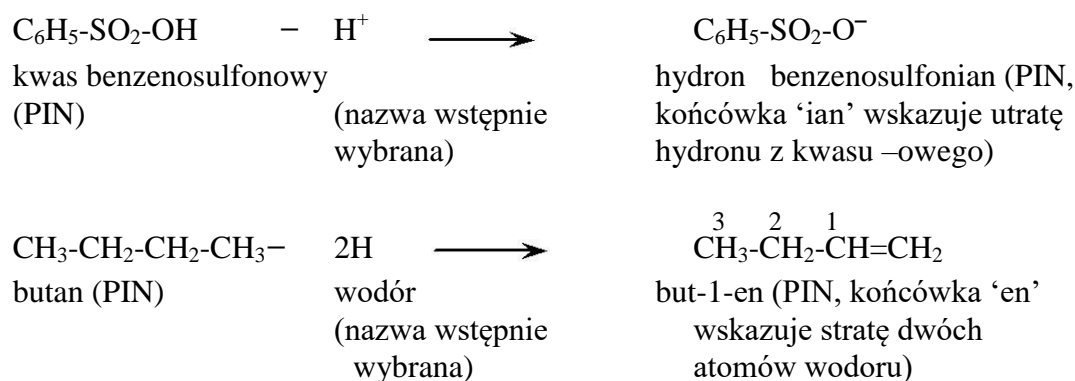 C₆H₅-SO₂-OH − H⁺ ⟶ C₆H₅-SO₂-O⁻
kwas benzenosulfonowy hydron benzenosulfonian (PIN,
(PIN) (nazwa wstępnie końcówka ‘ian’ wskazuje utratę
wybrana) hydronu z kwasu –owego)
3 2 1
CH₃-CH₂-CH₂-CH₃− 2H ⟶ CH₃-CH₂-CH=CH₂
butan (PIN) wodór but-1-en (PIN, końcówka ‘en’
(nazwa wstępnie wskazuje stratę dwóch
wybrana) atomów wodoru)